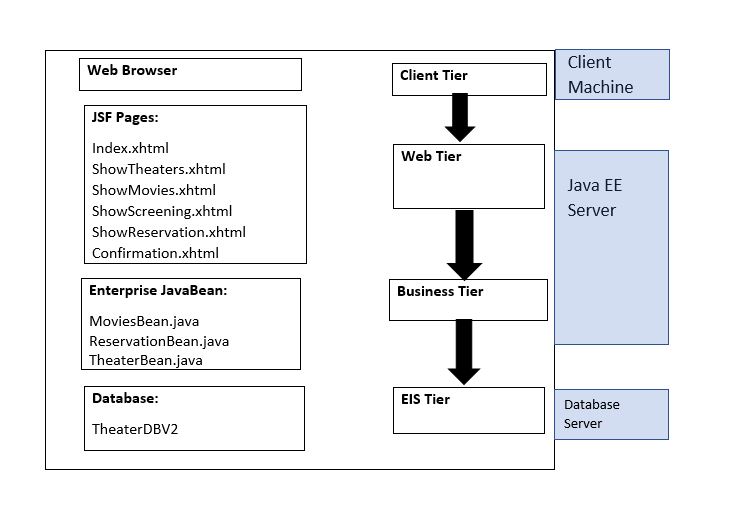 Web Browser
Client Tier
Client
Machine
JSF Pages:
Index.xhtml
ShowTheaters.xhtml
ShowMovies.xhtml
ShowScreening.xhtml
ShowReservation.xhtml
Confirmation.xhtml
Web Tier
Java EE
Server
Enterprise JavaBean:
MoviesBean.java
ReservationBean.java
TheaterBean.java
Business Tier
Database:
TheaterDBV2
EIS Tier
Database
Server